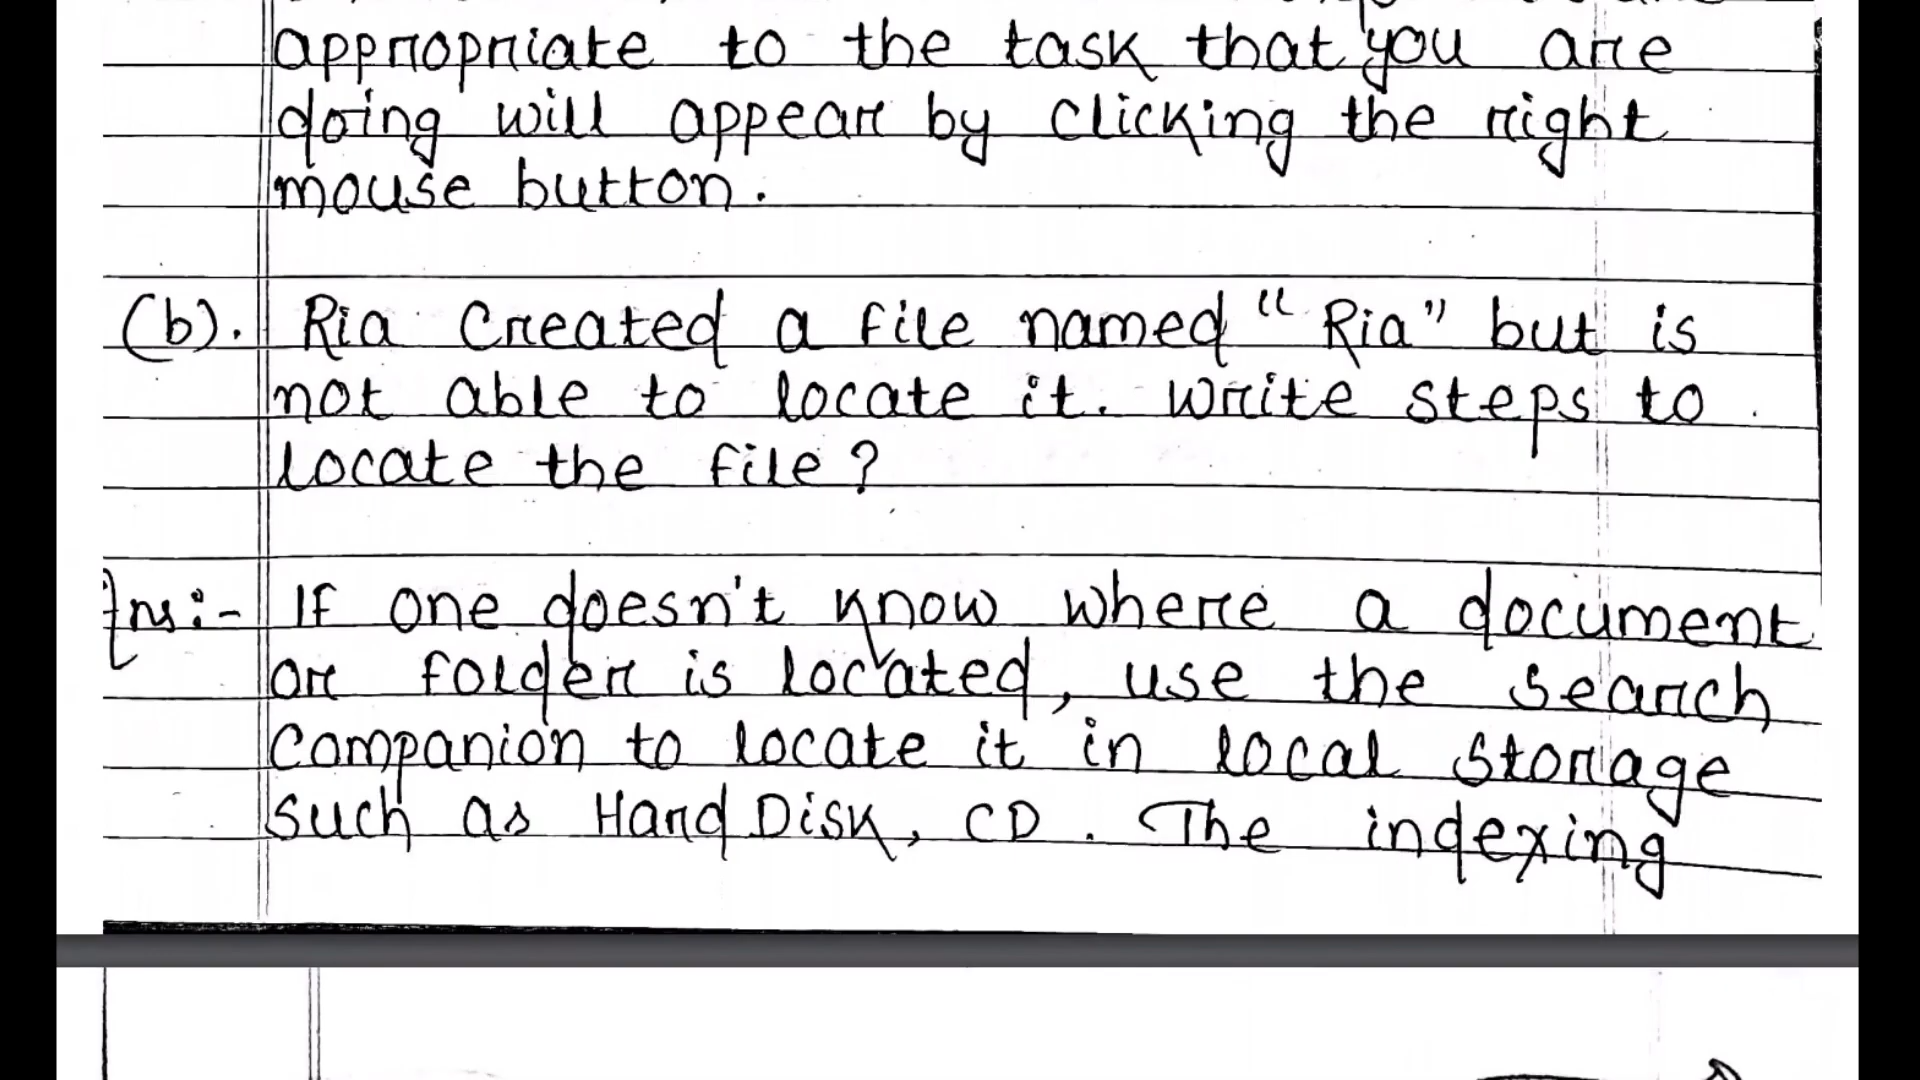 appropriate to the task that you are
doing will appear by clicking the right
mouse button.
(b). Ria Created a file named "Ria" but is
not able to locate it. Write steps to
locate the file?
Ans:- If one doesn't know where a document
or folder is located, use the search
Companion to locate it in local storage
such as Hard Disk, CD. The indexing